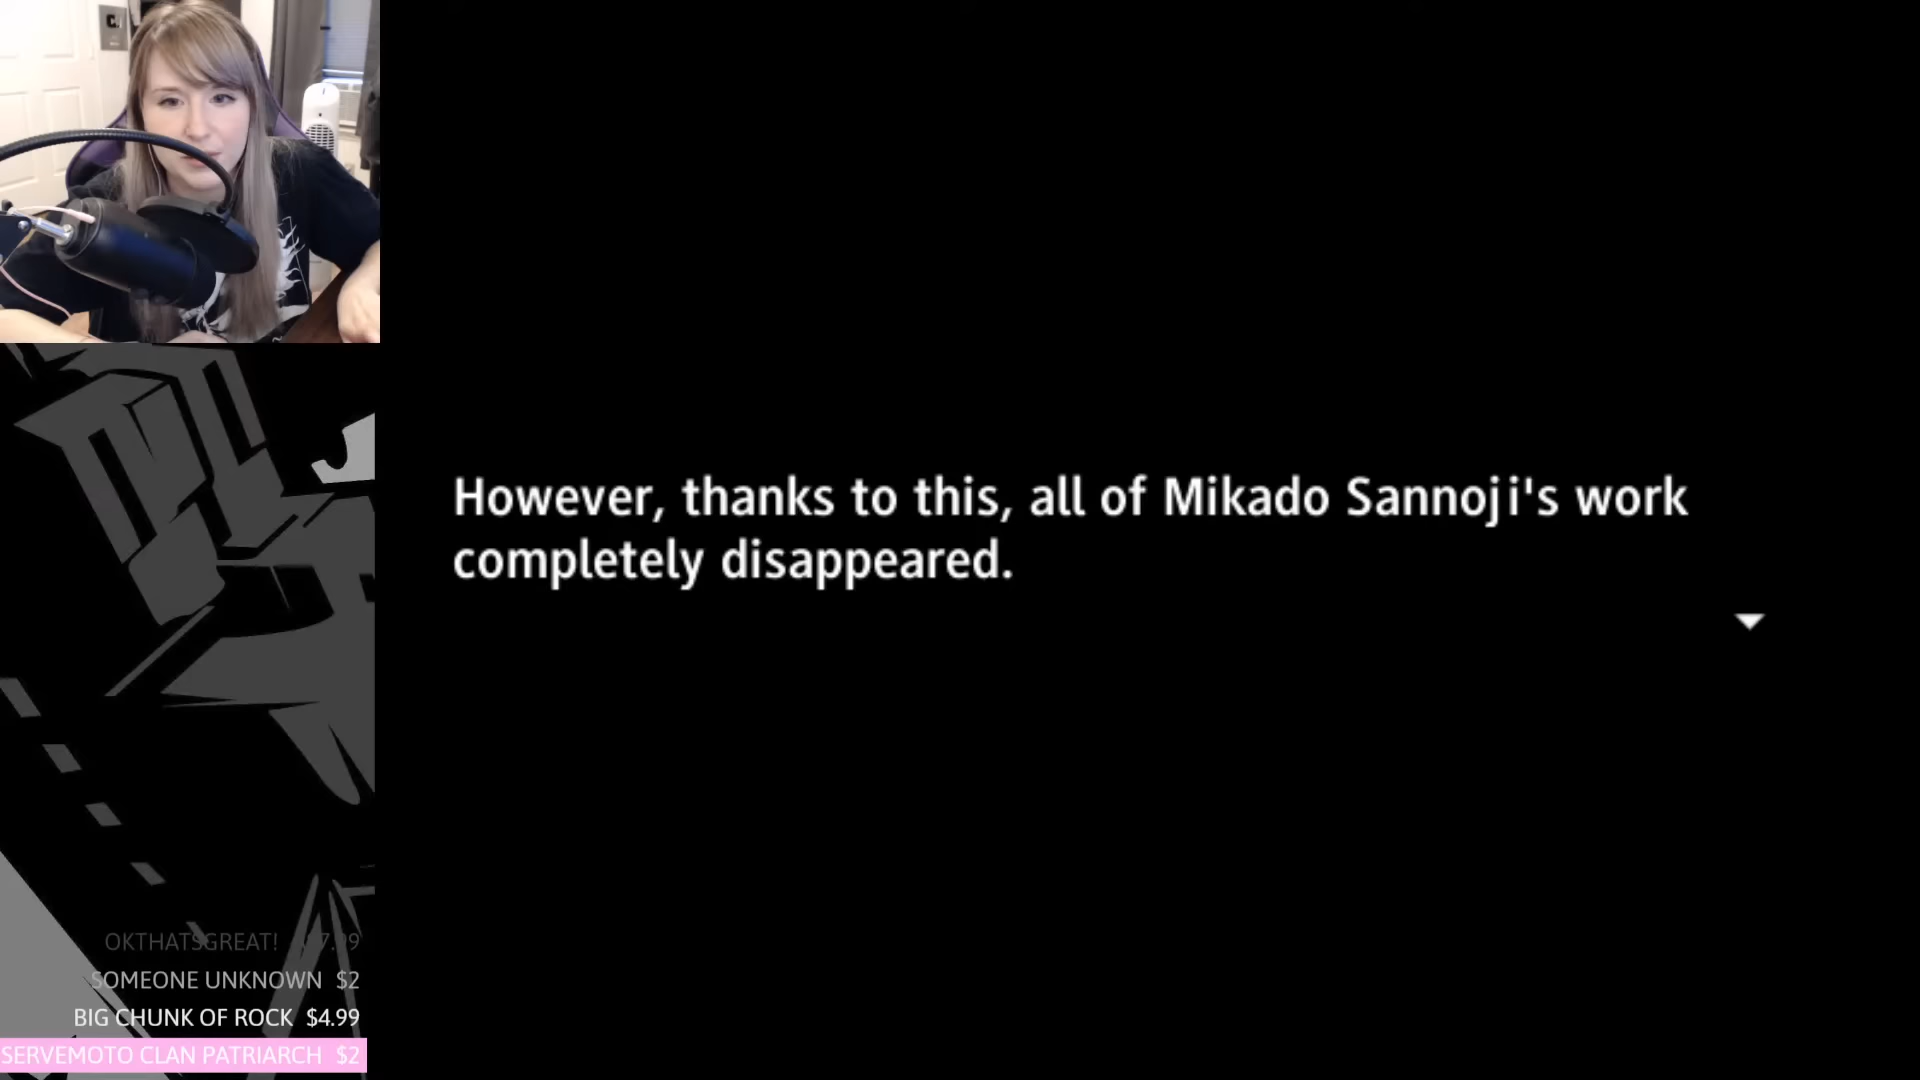 However, thanks to this, all of Mikado Sannoji's work
completely disappeared.
OKTHATSGREAT!
SOMEONE UNKNOWN $2
BIG CHUNK OF ROCK $4.99
SERVEMOTO CLAN PATRIARCH $2